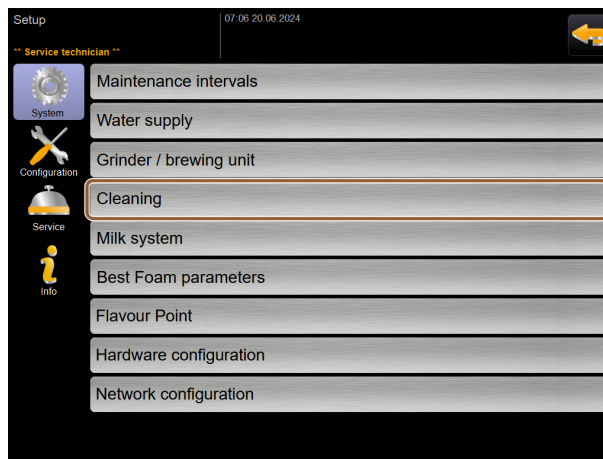 Setup
07:06 20.06.2024
** Service technician **
System
Configuration
Service
Info
Maintenance intervals
Water supply
Grinder / brewing unit
Cleaning
Milk system
Best Foam parameters
Flavour Point
Hardware configuration
Network configuration